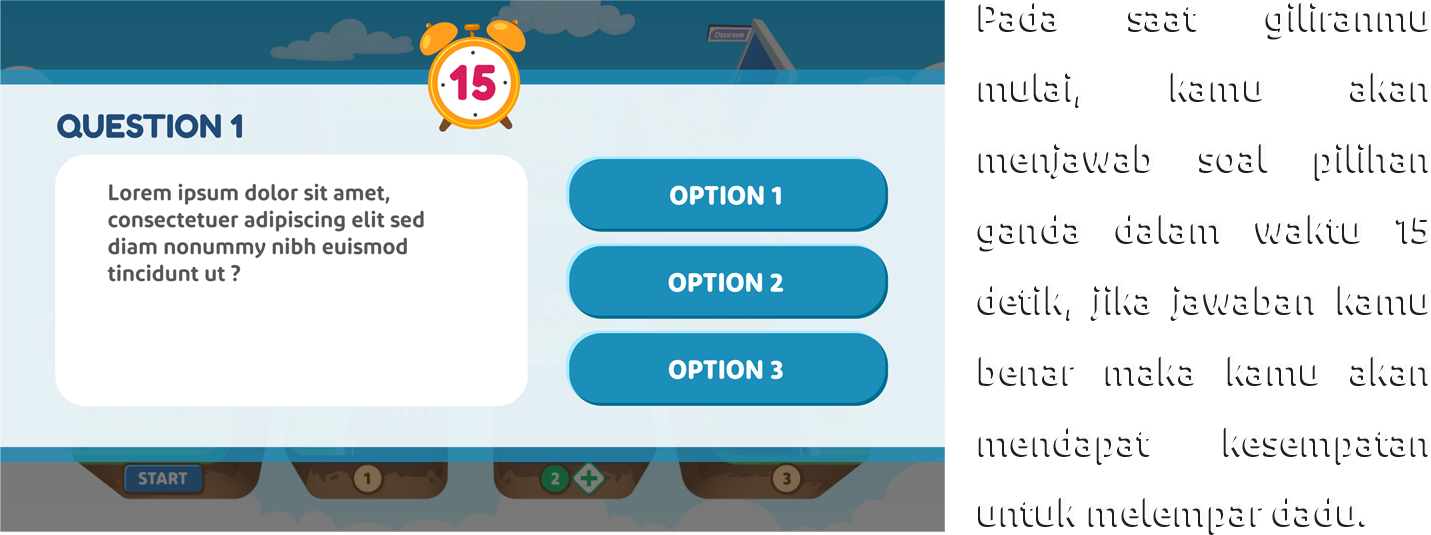 Classroom
15
QUESTION 1
Lorem ipsum dolor sit amet,
consectetuer adipiscing elit sed
diam nonummy nibh euismod
tincidunt ut ?
OPTION 1
OPTION 2
OPTION 3
START
1
2
3
Pada saat giliranmu
mulai, kamu akan
menjawab soal pilihan
ganda dalam waktu 15
detik, jika jawaban kamu
benar maka kamu akan
mendapat kesempatan
untuk melempar dadu.